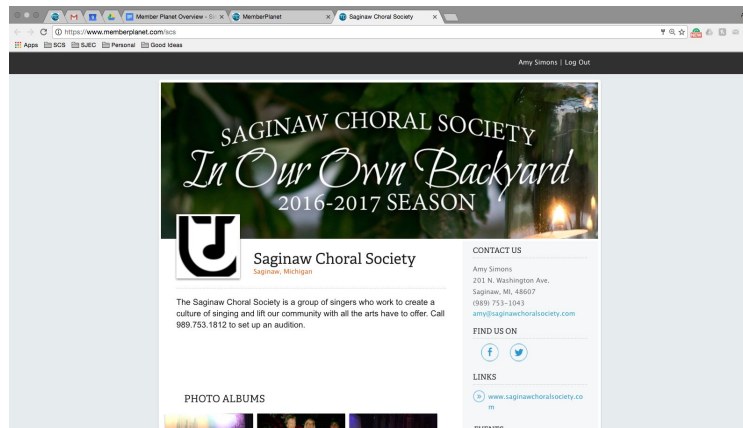 Member Planet Overview - Be
MemberPlanet
Saginaw Choral Society
https://www.memberplanet.com/scs
Apps
SCS
SJEC
Personal
Good Ideas
Amy Simons | Log Out
SAGINAW CHORAL SOCIETY
In Our Own Backyard
2016-2017 SEASON
Saginaw Choral Society
Saginaw, Michigan
The Saginaw Choral Society is a group of singers who work to create a
culture of singing and lift our community with all the arts have to offer. Call
989.753.1812 to set up an audition.
PHOTO ALBUMS
CONTACT US
Amy Simons
201 N. Washington Ave.
Saginaw, MI, 48607
(989) 753-1043
amy@saginawchoralsociety.com
FIND US ON
LINKS
www.saginawchoralsociety.co
m
EVENTS